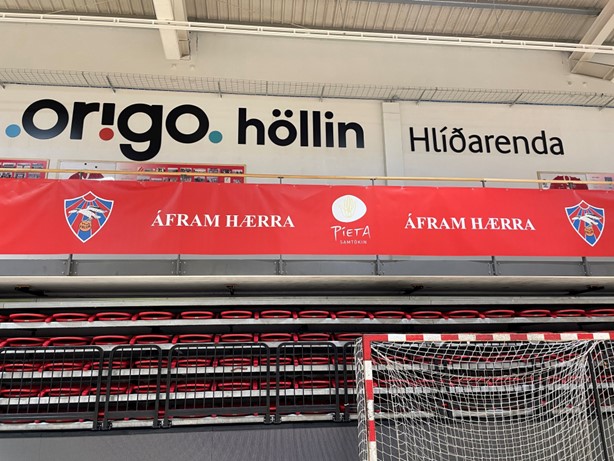 origo. höllin
Hlíðarenda
ÁFRAM HÆRRA
PIETA
SAMTÖKIN
ÁFRAM HÆRRA